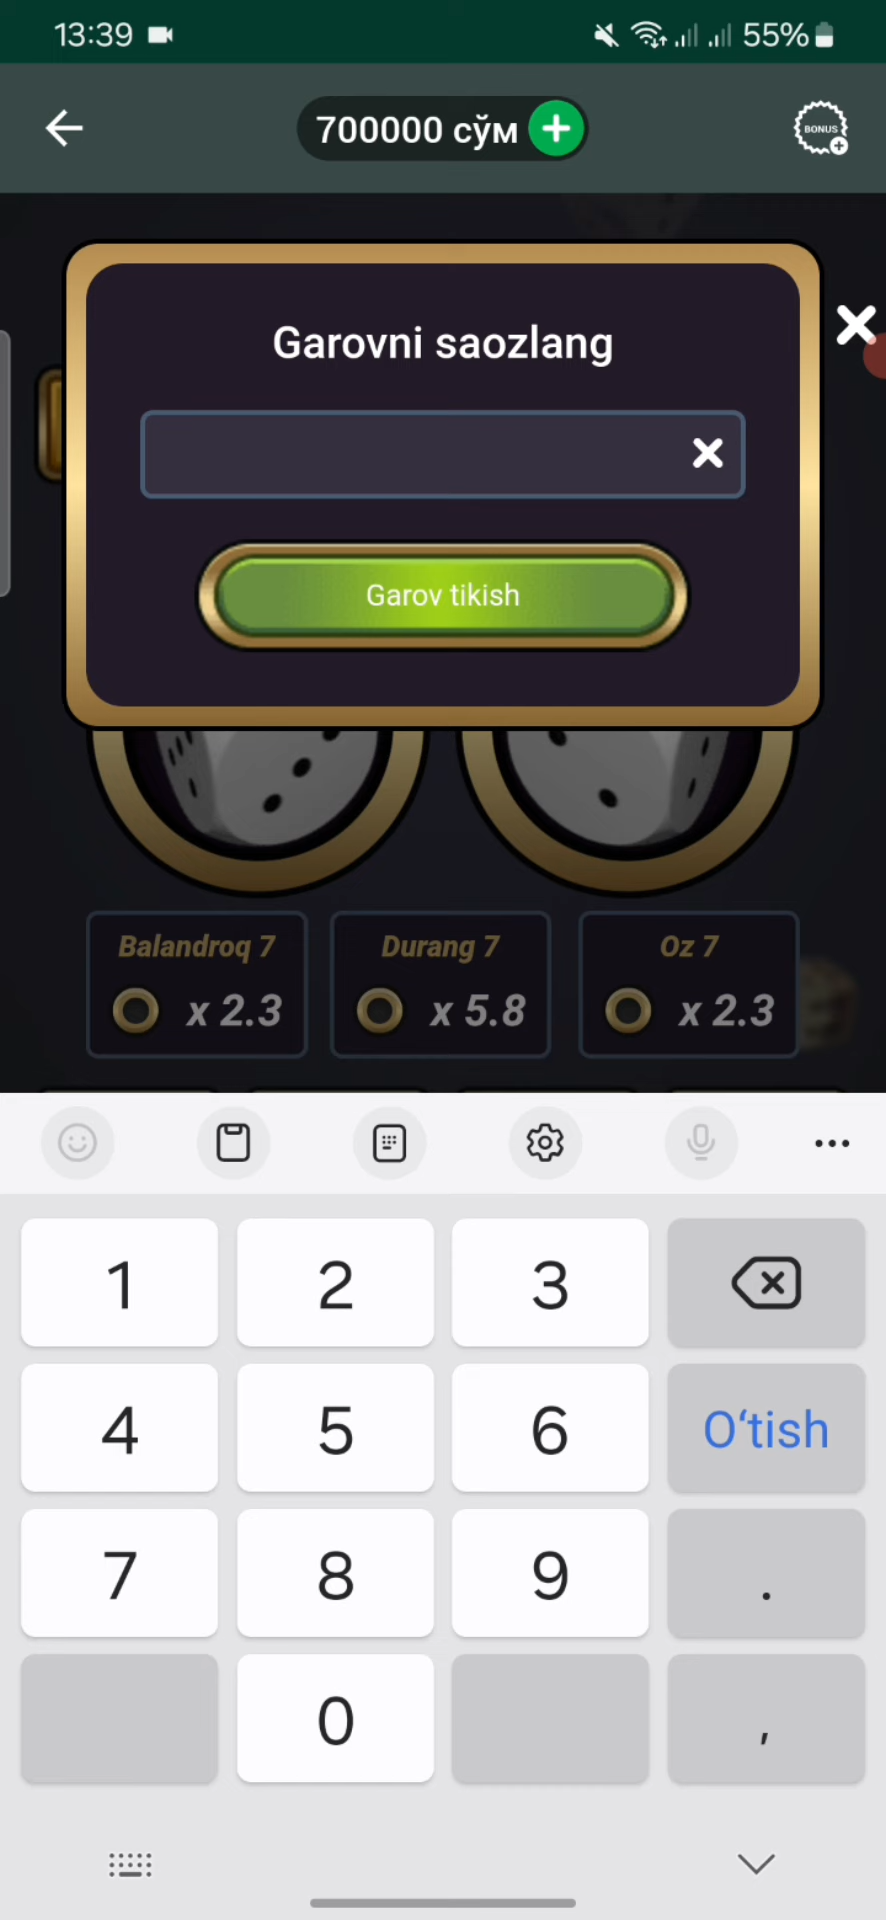 13:39
55%
700000 сўм
BONUS
Garovni saozlang
Garov tikish
Balandroq 7
x 2.3
Durang 7
x 5.8
Oz 7
x 2.3
1 2 3
4 5 6 Oʻtish
7 8 9 .
0 ,